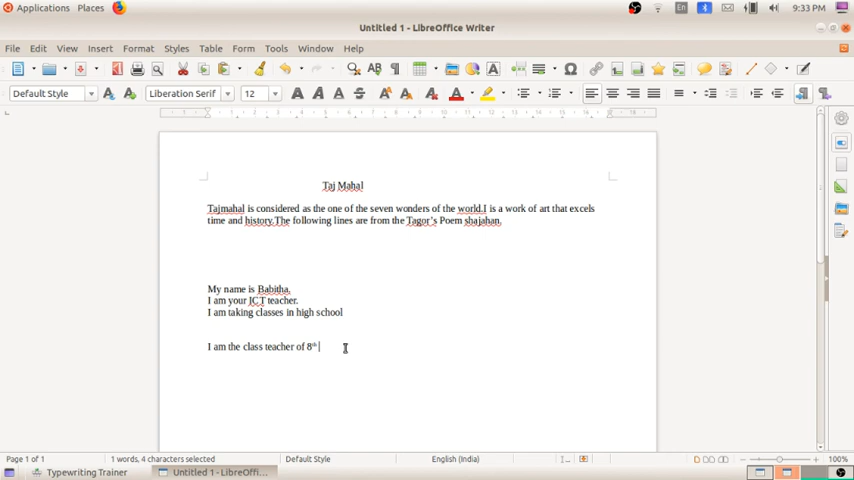 Applications Places En 9:33 PM
Untitled 1 - LibreOffice Writer
File Edit View Insert Format Styles Table Form Tools Window Help
Default Style Liberation Serif 12
Taj Mahal
Tajmahal is considered as the one of the seven wonders of the world.I is a work of art that excels
time and history.The following lines are from the Tagor's Poem shajahan.
My name is Babitha.
I am your ICT teacher.
I am taking classes in high school
I am the class teacher of 8th
Page 1 of 1 1 words, 4 characters selected Default Style English (India) 100%
Typewriting Trainer Untitled 1 - LibreOffi...